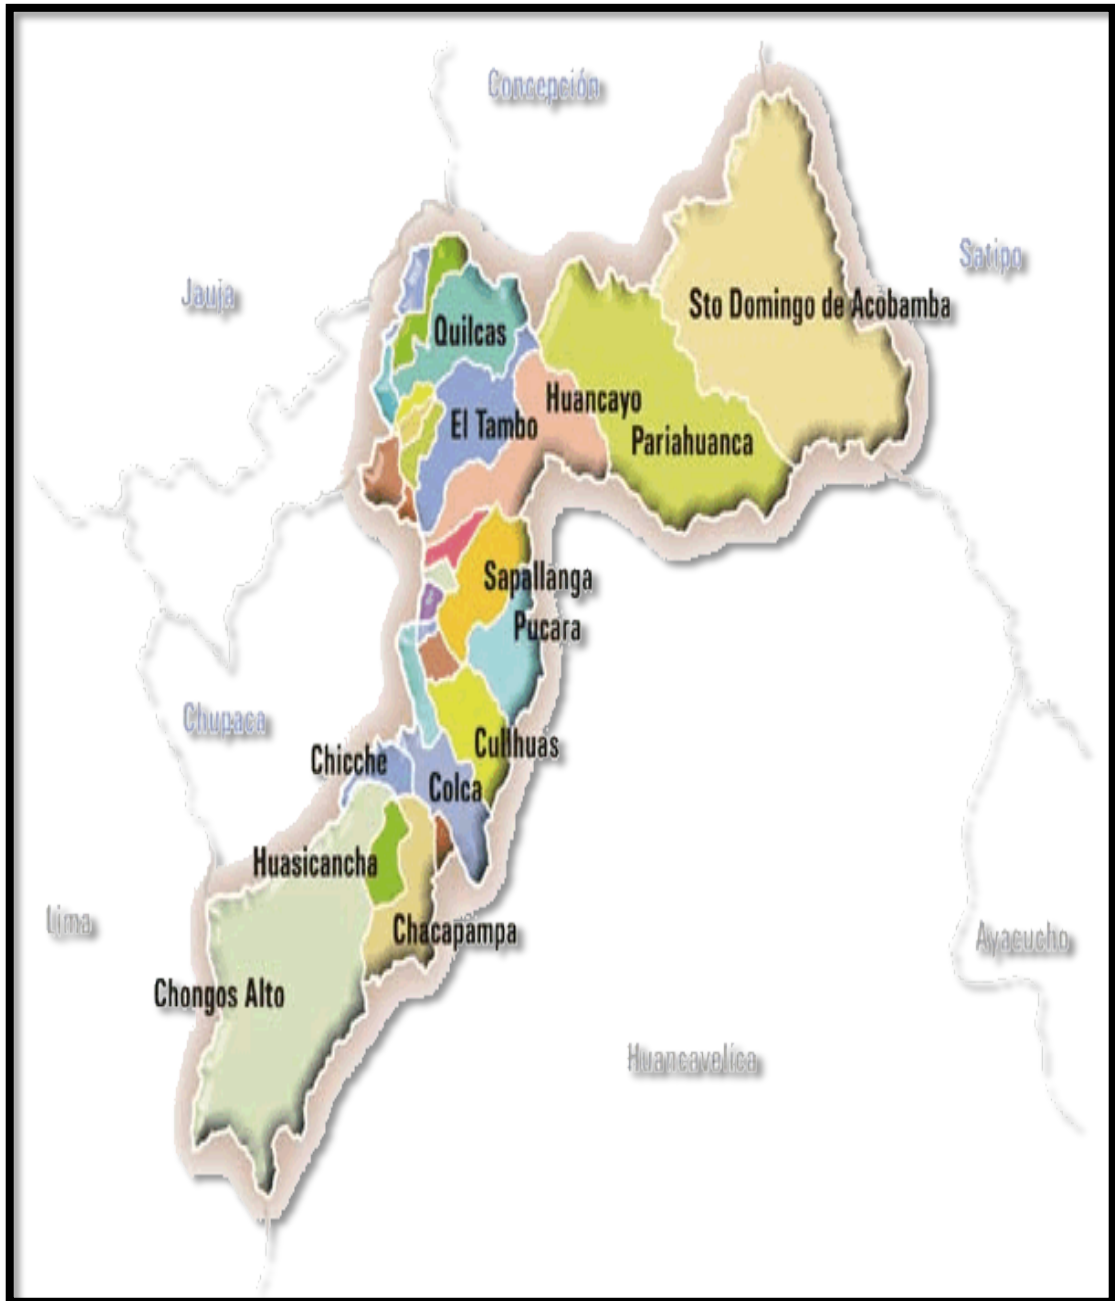 Concepción
Satipo
Jauja
Sto Domingo de Acobamba
Quilcas
Huancayo
El Tambo
Pariahuanca
Sapallanga
Pucara
Chupaca
Cullhuas
Chicche
Colca
Huasicancha
Lima
Chacapampa
Ayacucho
Chongos Alto
Huancavelica